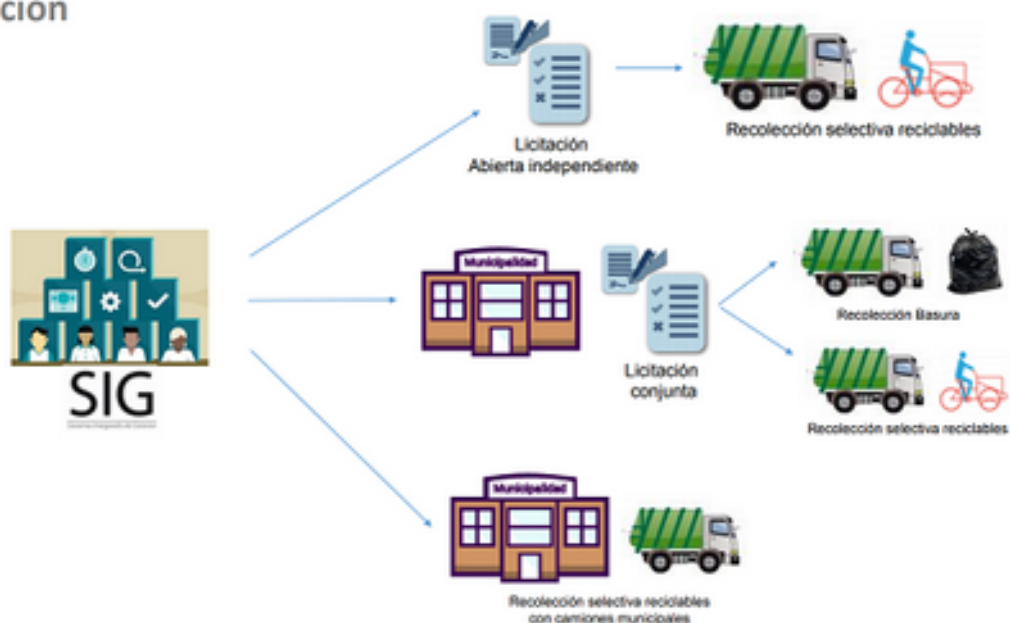 ción
Licitación
Abierta independiente
Recolección selectiva reciclables
SIG
Municipalidad
Licitación
conjunta
Recolección Basura
Recolección selectiva reciclables
Municipalidad
Recolección selectiva reciclables
con camiones municipales